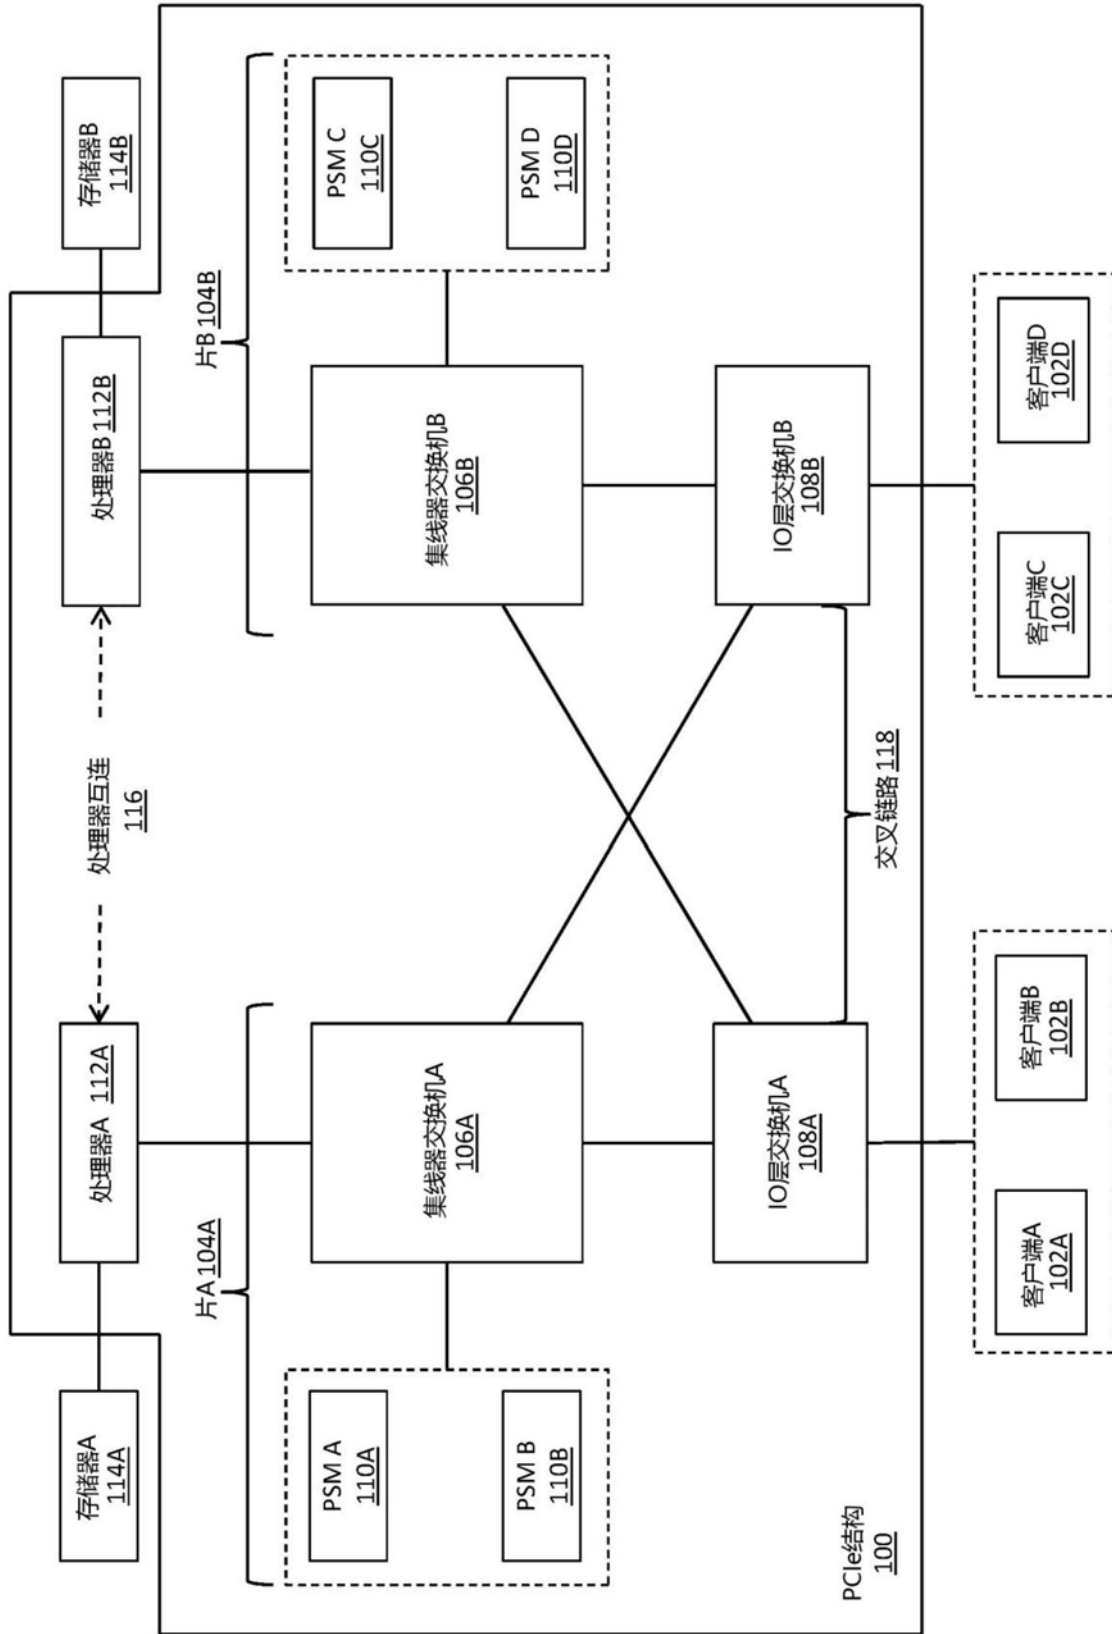 存储器A
114A
处理器A 112A
处理器互连
116
处理器B 112B
存储器B
114B
片A 104A
片B 104B
PSM A
110A
PSM B
110B
集线器交换机A
106A
集线器交换机B
106B
PSM C
110C
PSM D
110D
IO层交换机A
108A
IO层交换机B
108B
交叉链路 118
PCIe结构
100
客户端A
102A
客户端B
102B
客户端C
102C
客户端D
102D